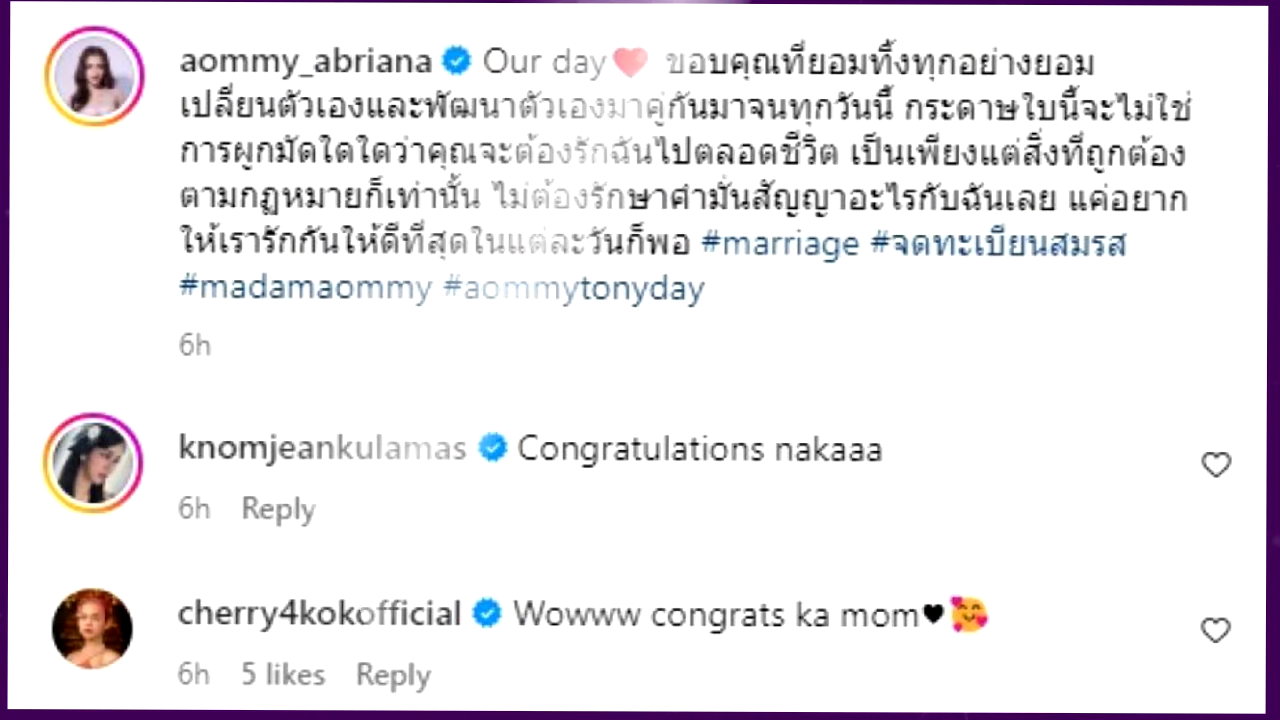 aommy_abriana Our day ขอบคุณที่ยอมทิ้งทุกอย่างยอม
เปลี่ยนตัวเองและพัฒนาตัวเองมาคู่กันมาจนทุกวันนี้ กระดาษใบนี้จะไม่ใช่
การผูกมัดใดใดว่าคุณจะต้องรักฉันไปตลอดชีวิต เป็นเพียงแต่สิ่งที่ถูกต้อง
ตามกฎหมายก็เท่านั้น ไม่ต้องรักษาคำมั่นสัญญาอะไรกับฉันเลย แค่อยาก
ให้เรารักกันให้ดีที่สุดในแต่ละวันก็พอ #marriage #จดทะเบียนสมรส
#madamaommy #aommytonyday
6h
knomjeankulamas Congratulations nakaaa
6h Reply
cherry4kokofficial Wowww congrats ka mom🖤🥰
6h 5 likes Reply